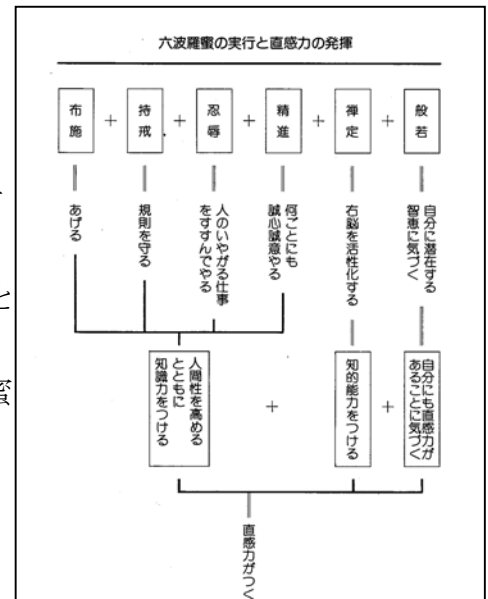 六波羅蜜の実行と直感力の発揮
布施
+
持戒
+
忍辱
+
精進
+
禅定
+
般若
あげる
規則を守る
人のいやがる仕事
をすすんでやる
何ごとにも
誠心誠意やる
右脳を活性化する
自分に潜在する
智恵に気づく
人間性を高める
とともに
知識力をつける
+
知的能力をつける
+
自分にも直感力が
あることに気づく
直感力がつく
と
蜜